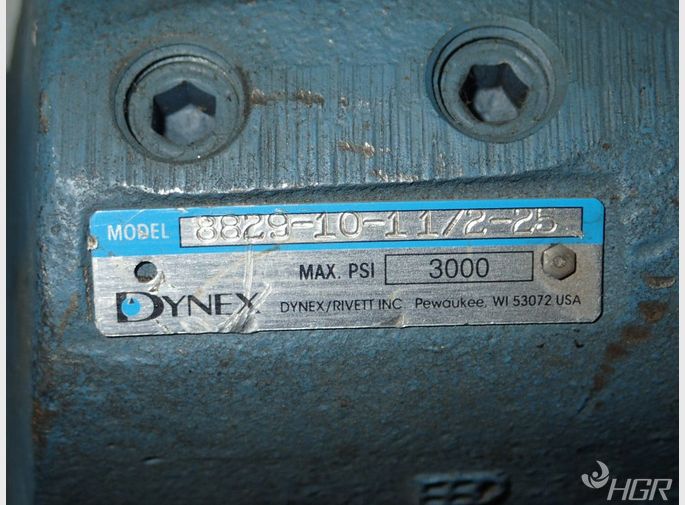 MODEL 8829-10-1 1/2-25
MAX. PSI 3000
DYNEX
DYNEX/RIVETT INC. Pewaukee, WI 53072 USA
HGR